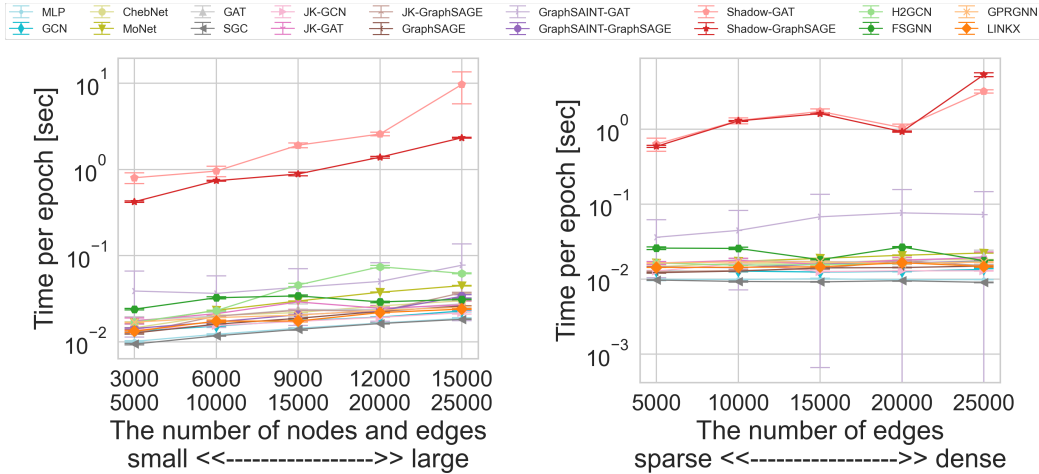 MLP ChebNet GAT JK-GCN JK-GraphSAGE GraphSAINT-GAT Shadow-GAT H2GCN GPRGNN
GCN MoNet SGC JK-GAT GraphSAGE GraphSAINT-GraphSAGE Shadow-GraphSAGE FSGNN LINKX
Time per epoch [sec]
10^1
10^0
10^-1
10^-2
3000 6000 9000 12000 15000
5000 10000 15000 20000 25000
The number of nodes and edges
small <<----------------->> large
Time per epoch [sec]
10^0
10^-1
10^-2
10^-3
5000 10000 15000 20000 25000
The number of edges
sparse <<----------------->> dense